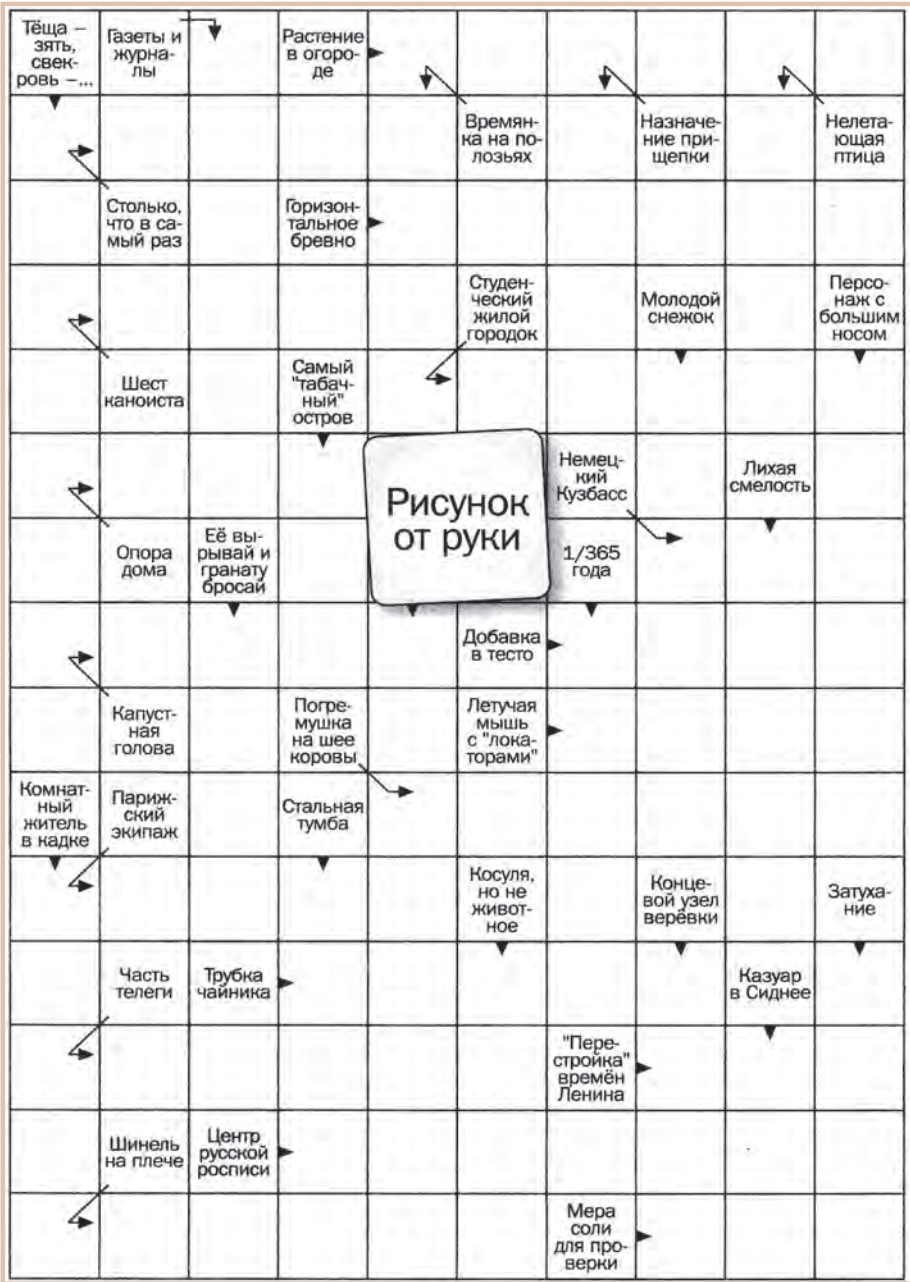 Тёща –
зять,
свек-
ровь –...
Газеты и
журна-
лы
Растение
в огоро-
де
Времян-
ка на по-
лозьях
Назначе-
ние при-
щепки
Нелета-
ющая
птица
Столько,
что в са-
мый раз
Горизон-
тальное
бревно
Студен-
ческий
жилой
городок
Молодой
снежок
Персо-
наж с
большим
носом
Шест
каноиста
Самый
"табач-
ный"
остров
Рисунок
от руки
Немец-
кий
Кузбасс
Лихая
смелость
Опора
дома
Её вы-
рывай и
гранату
бросай
1/365
года
Добавка
в тесто
Капуст-
ная
голова
Погре-
мушка
на шее
коровы
Летучая
мышь
с "лока-
торами"
Комнат-
ный
житель
в кадке
Париж-
ский
экипаж
Стальная
тумба
Косуля,
но не
живот-
ное
Конце-
вой узел
верёвки
Затуха-
ние
Часть
телеги
Трубка
чайника
Казуар
в Сиднее
"Пере-
стройка"
времён
Ленина
Шинель
на плече
Центр
русской
росписи
Мера
соли
для про-
верки